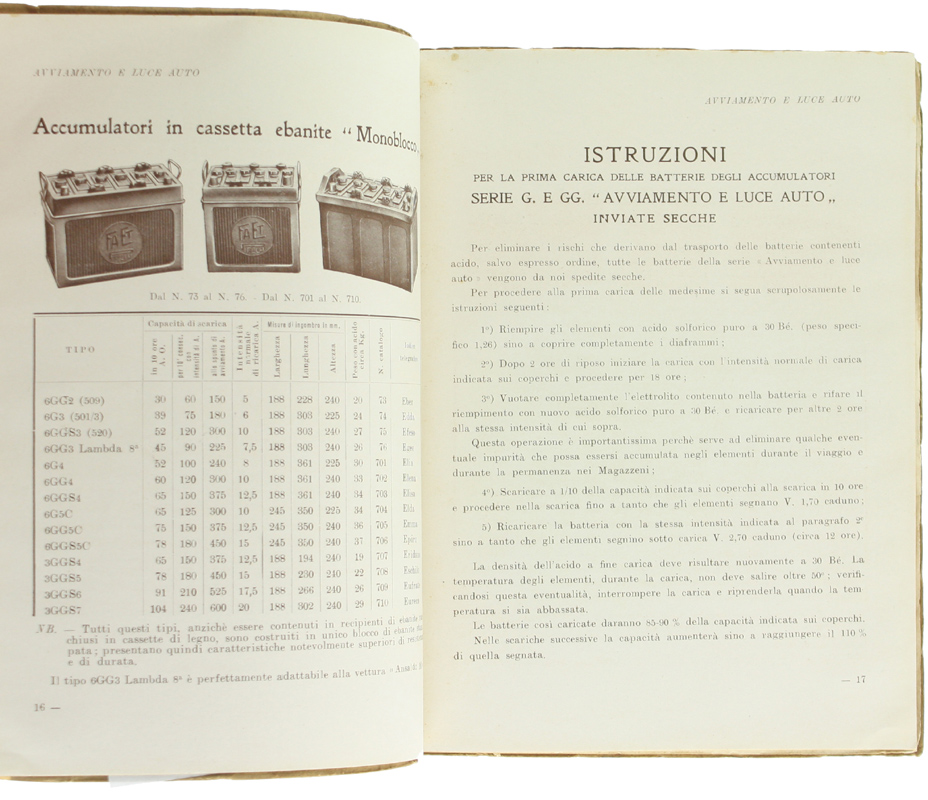 AVVIAMENTO E LUCE AUTO
Accumulatori in cassetta ebanite “ Monoblocco „
FAET
FAET
FAET
Dal N. 73 al N. 76. - Dal N. 701 al N. 710.
TIPO Capacità di scarica in 10 ore A. O. Intensità normale di ricarica A. Misure di ingombro in mm. Larghezza Lunghezza Altezza Peso con acido circa Kg. N. catalogo
6GG2 (509) 30 60 150 5 188 228 240 20 73
6G3 (501/3) 39 75 180 6 188 303 225 24 74
6GGS3 (520) 52 120 300 10 188 303 240 27 75
6GG3 Lambda 8ª 45 90 225 7,5 188 303 240 26 76
6G4 52 100 240 8 188 361 225 30 701
6GG4 60 120 300 10 188 361 240 33 702 Elena
6GGS4 65 150 375 12,5 188 361 240 34 703
6G5C 65 125 300 10 245 350 225 34 704 Elda
6GG5C 75 150 375 12,5 245 350 240 36 705
6GGS5C 78 180 450 15 245 350 240 37 706
3GGS4 65 150 375 12,5 188 194 240 19 707
3GGS5 78 180 450 15 188 230 240 22 708
3GGS6 91 210 525 17,5 188 266 240 26 709
3GGS7 104 240 600 20 188 302 240 29 710
NB. — Tutti questi tipi, anzichè essere contenuti in recipienti di ebanite
chiusi in cassette di legno, sono costruiti in unico blocco di ebanite
pata; presentano quindi caratteristiche notevolmente superiori di
e di durata.
Il tipo 6GG3 Lambda 8ª è perfettamente adattabile alla vettura
16 —
AVVIAMENTO E LUCE AUTO
ISTRUZIONI
PER LA PRIMA CARICA DELLE BATTERIE DEGLI ACCUMULATORI
SERIE G. E GG. “ AVVIAMENTO E LUCE AUTO „
INVIATE SECCHE
Per eliminare i rischi che derivano dal trasporto delle batterie contenenti
acido, salvo espresso ordine, tutte le batterie della serie « Avviamento e luce
auto » vengono da noi spedite secche.
Per procedere alla prima carica delle medesime si segua scrupolosamente le
istruzioni seguenti :
1º) Riempire gli elementi con acido solforico puro a 30 Bé. (peso speci-
fico 1,26) sino a coprire completamente i diaframmi ;
2º) Dopo 2 ore di riposo iniziare la carica con l'intensità normale di carica
indicata sui coperchi e procedere per 18 ore ;
3º) Vuotare completamente l'elettrolito contenuto nella batteria e rifare il
riempimento con nuovo acido solforico puro a 30 Bé. e ricaricare per altre 2 ore
alla stessa intensità di cui sopra.
Questa operazione è importantissima perchè serve ad eliminare qualche even-
tuale impurità che possa essersi accumulata negli elementi durante il viaggio e
durante la permanenza nei Magazzeni ;
4º) Scaricare a 1/10 della capacità indicata sui coperchi alla scarica in 10 ore
e procedere nella scarica fino a tanto che gli elementi segnano V. 1,70 caduno ;
5) Ricaricare la batteria con la stessa intensità indicata al paragrafo 2º
sino a tanto che gli elementi segnino sotto carica V. 2,70 caduno (circa 12 ore).
La densità dell'acido a fine carica deve risultare nuovamente a 30 Bé. La
temperatura degli elementi, durante la carica, non deve salire oltre 50º ; verifi-
candosi questa eventualità, interrompere la carica e riprenderla quando la tem
peratura si sia abbassata.
Le batterie così caricate daranno 85-90 % della capacità indicata sui coperchi.
Nelle scariche successive la capacità aumenterà sino a raggiungere il 110 %
di quella segnata.
— 17